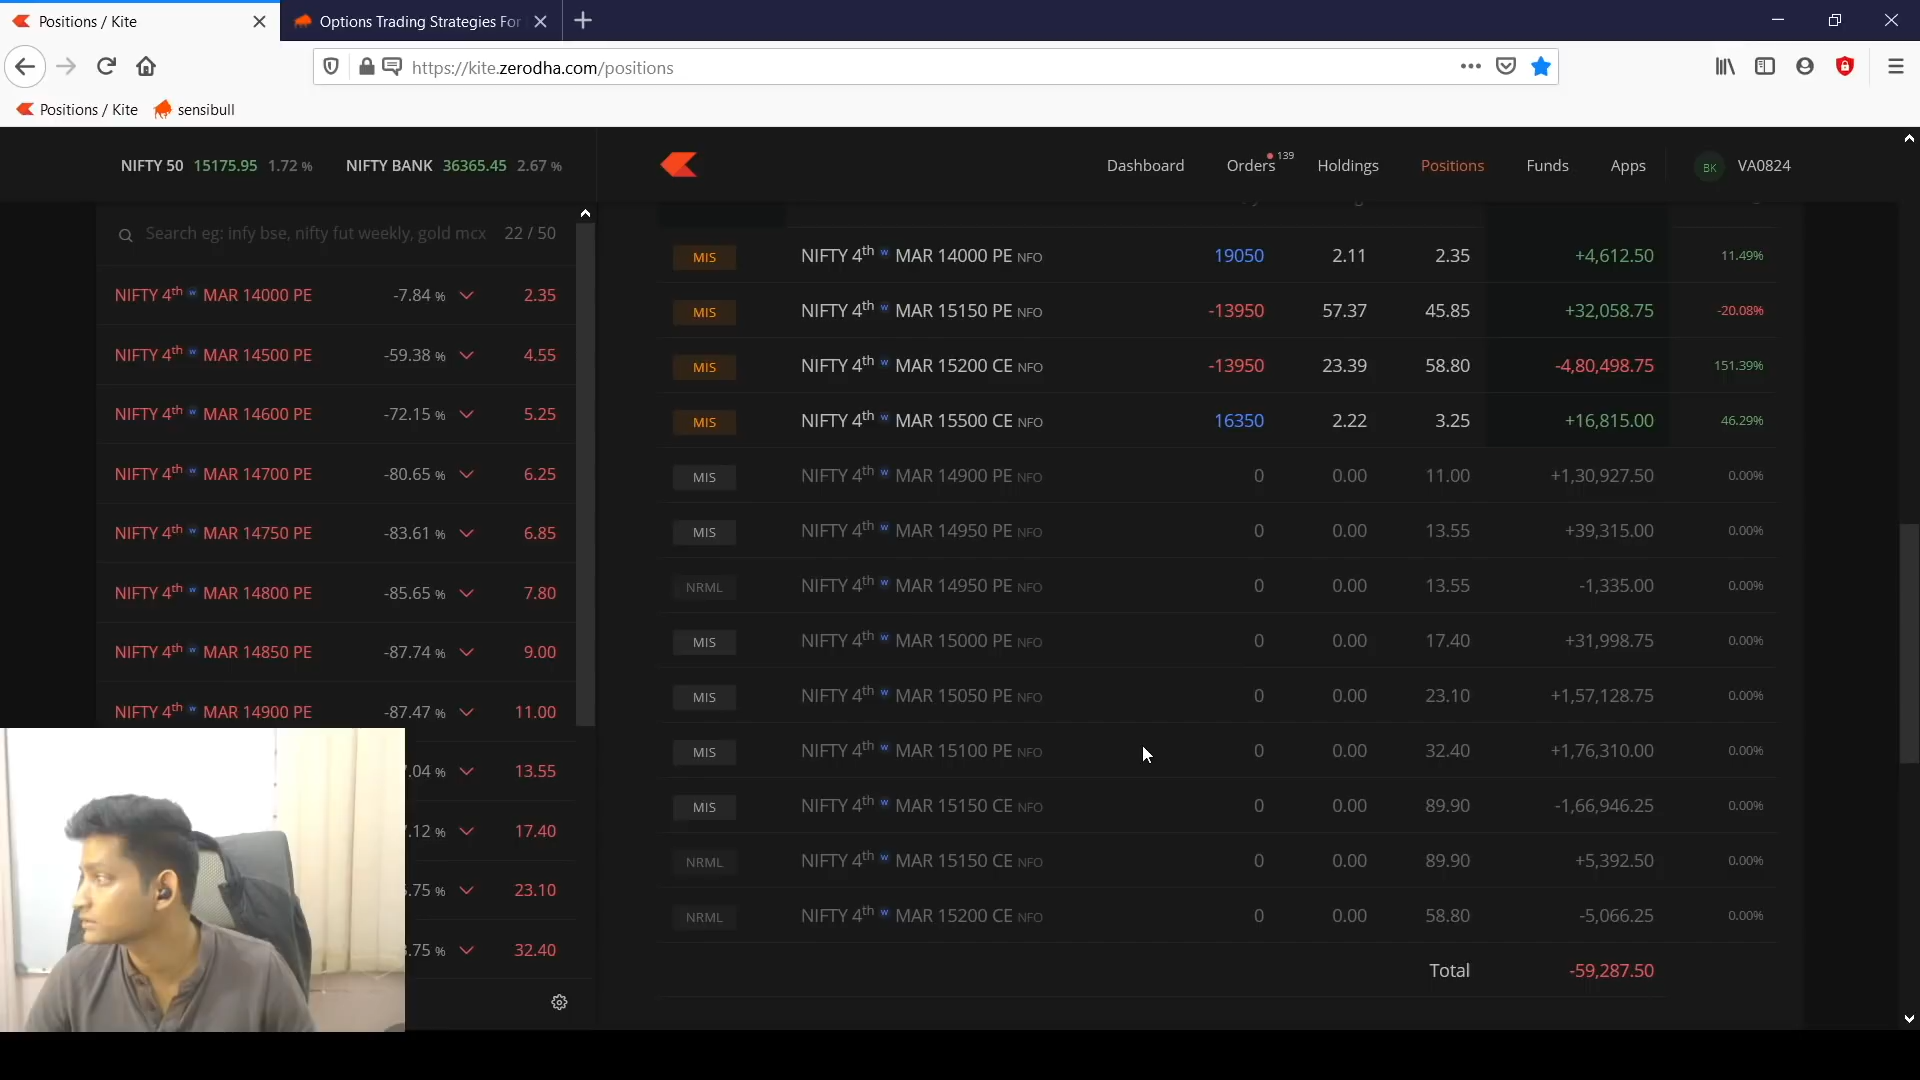 Positions / Kite
Options Trading Strategies For
https://kite.zerodha.com/positions
Positions / Kite
sensibull
NIFTY 50 15175.95 1.72 %
NIFTY BANK 36365.45 2.67 %
Dashboard
Orders 139
Holdings
Positions
Funds
Apps
BK VA0824
Search eg: infy bse, nifty fut weekly, gold mcx 22 / 50
NIFTY 4th w MAR 14000 PE -7.84 % 2.35
NIFTY 4th w MAR 14500 PE -59.38 % 4.55
NIFTY 4th w MAR 14600 PE -72.15 % 5.25
NIFTY 4th w MAR 14700 PE -80.65 % 6.25
NIFTY 4th w MAR 14750 PE -83.61 % 6.85
NIFTY 4th w MAR 14800 PE -85.65 % 7.80
NIFTY 4th w MAR 14850 PE -87.74 % 9.00
NIFTY 4th w MAR 14900 PE -87.47 % 11.00
.04 % 13.55
.12 % 17.40
.75 % 23.10
.75 % 32.40
MIS NIFTY 4th w MAR 14000 PE NFO 19050 2.11 2.35 +4,612.50 11.49%
MIS NIFTY 4th w MAR 15150 PE NFO -13950 57.37 45.85 +32,058.75 -20.08%
MIS NIFTY 4th w MAR 15200 CE NFO -13950 23.39 58.80 -4,80,498.75 151.39%
MIS NIFTY 4th w MAR 15500 CE NFO 16350 2.22 3.25 +16,815.00 46.29%
MIS NIFTY 4th w MAR 14900 PE NFO 0 0.00 11.00 +1,30,927.50 0.00%
MIS NIFTY 4th w MAR 14950 PE NFO 0 0.00 13.55 +39,315.00 0.00%
NRML NIFTY 4th w MAR 14950 PE NFO 0 0.00 13.55 -1,335.00 0.00%
MIS NIFTY 4th w MAR 15000 PE NFO 0 0.00 17.40 +31,998.75 0.00%
MIS NIFTY 4th w MAR 15050 PE NFO 0 0.00 23.10 +1,57,128.75 0.00%
MIS NIFTY 4th w MAR 15100 PE NFO 0 0.00 32.40 +1,76,310.00 0.00%
MIS NIFTY 4th w MAR 15150 CE NFO 0 0.00 89.90 -1,66,946.25 0.00%
NRML NIFTY 4th w MAR 15150 CE NFO 0 0.00 89.90 +5,392.50 0.00%
NRML NIFTY 4th w MAR 15200 CE NFO 0 0.00 58.80 -5,066.25 0.00%
Total -59,287.50